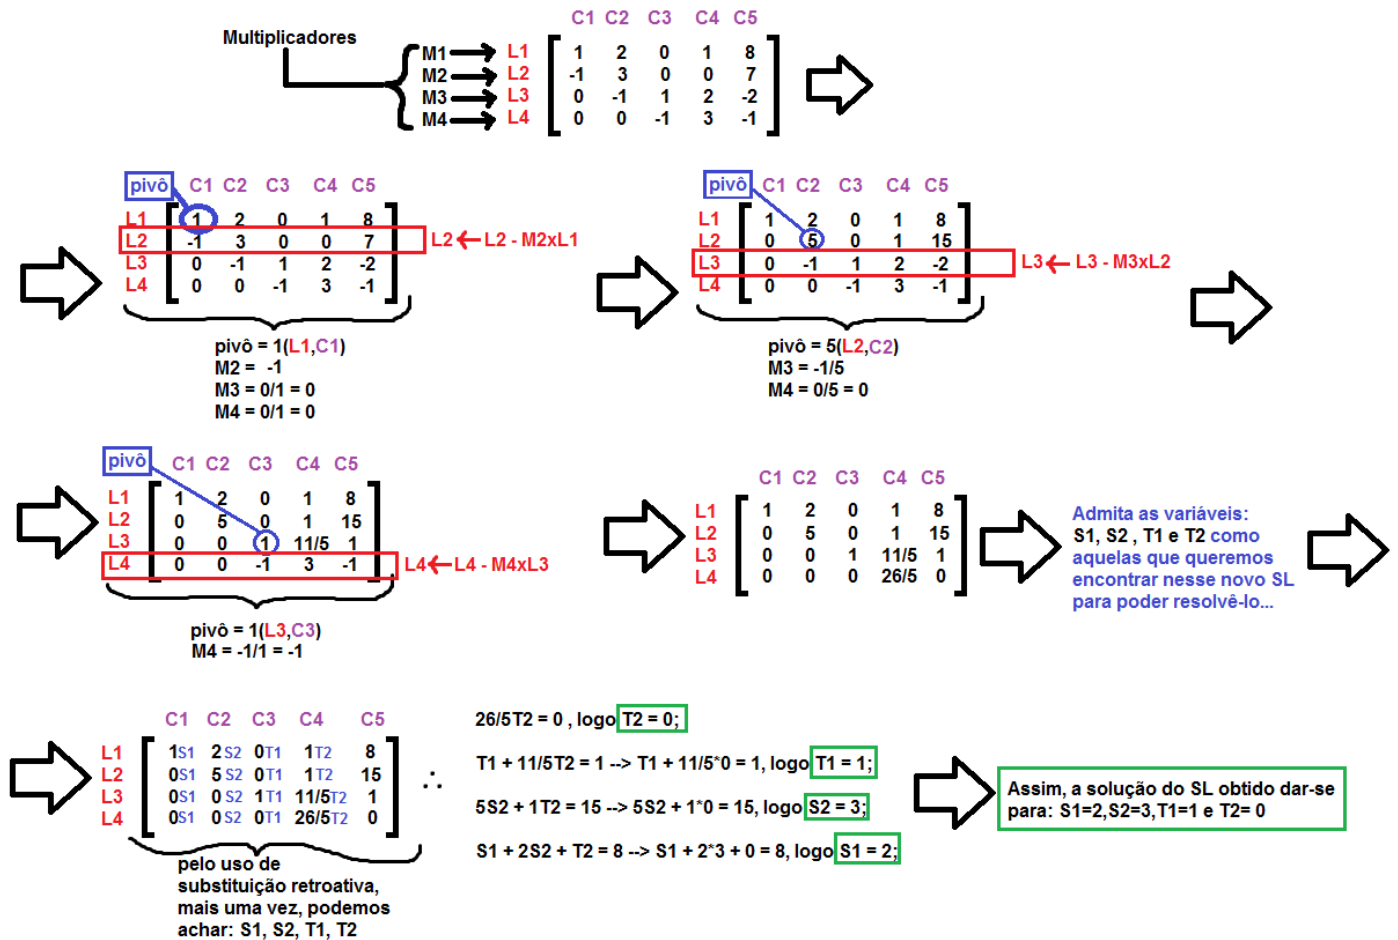 C1 C2 C3 C4 C5
Multiplicadores
M1 L1 1 2 0 1 8
M2 L2 -1 3 0 0 7
M3 L3 0 -1 1 2 -2
M4 L4 0 0 -1 3 -1
pivô C1 C2 C3 C4 C5
L1 1 2 0 1 8
L2 -1 3 0 0 7 L2 ← L2 - M2xL1
L3 0 -1 1 2 -2
L4 0 0 -1 3 -1
pivô = 1(L1,C1)
M2 = -1
M3 = 0/1 = 0
M4 = 0/1 = 0
pivô C1 C2 C3 C4 C5
L1 1 2 0 1 8
L2 0 5 0 1 15
L3 0 -1 1 2 -2 L3 ← L3 - M3xL2
L4 0 0 -1 3 -1
pivô = 5(L2,C2)
M3 = -1/5
M4 = 0/5 = 0
pivô C1 C2 C3 C4 C5
L1 1 2 0 1 8
L2 0 5 0 1 15
L3 0 0 1 11/5 1
L4 0 0 -1 3 -1 L4 ← L4 - M4xL3
pivô = 1(L3,C3)
M4 = -1/1 = -1
C1 C2 C3 C4 C5
L1 1 2 0 1 8
L2 0 5 0 1 15
L3 0 0 1 11/5 1
L4 0 0 0 26/5 0
Admita as variáveis:
S1, S2 , T1 e T2 como
aquelas que queremos
encontrar nesse novo SL
para poder resolvê-lo...
C1 C2 C3 C4 C5
L1 1S1 2 S2 0T1 1T2 8
L2 0S1 5 S2 0T1 1T2 15
L3 0S1 0 S2 1T1 11/5T2 1
L4 0S1 0 S2 0T1 26/5T2 0
pelo uso de
substituição retroativa,
mais uma vez, podemos
achar: S1, S2, T1, T2
∴
26/5T2 = 0 , logo T2 = 0;
T1 + 11/5T2 = 1 --> T1 + 11/5*0 = 1, logo T1 = 1;
5S2 + 1T2 = 15 --> 5S2 + 1*0 = 15, logo S2 = 3;
S1 + 2S2 + T2 = 8 --> S1 + 2*3 + 0 = 8, logo S1 = 2;
Assim, a solução do SL obtido dar-se
para: S1=2,S2=3,T1=1 e T2= 0